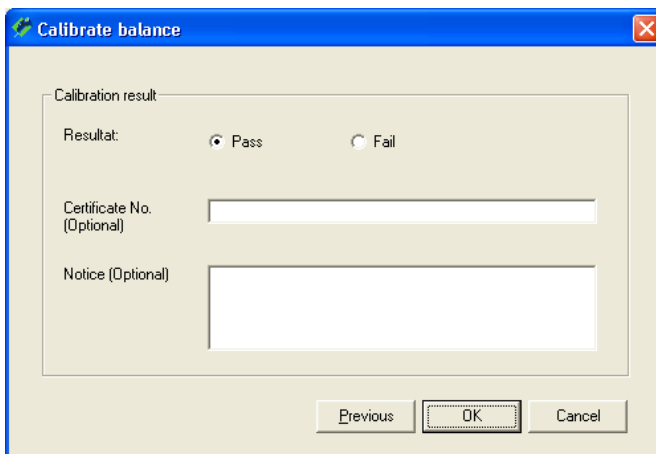 Calibrate balance
Calibration result
Resultat: Pass Fail
Certificate No.
(Optional)
Notice (Optional)
Previous OK Cancel